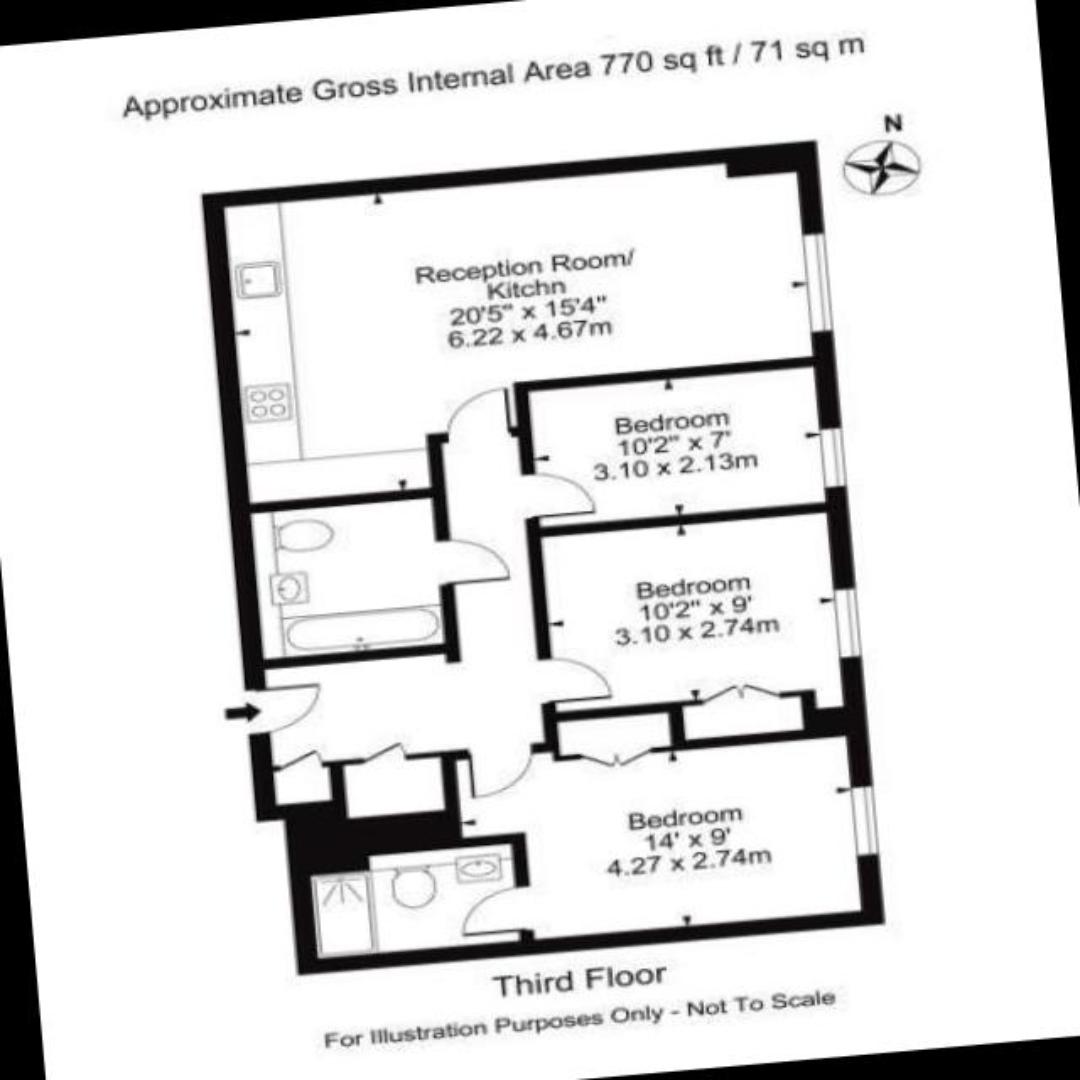 Approximate Gross Internal Area 770 sq ft / 71 sq m
N
Reception Room/
Kitchn
20'5" x 15'4"
6.22 x 4.67m
Bedroom
10'2" x 7'
3.10 x 2.13m
Bedroom
10'2" x 9'
3.10 x 2.74m
Bedroom
14' x 9'
4.27 x 2.74m
Third Floor
For Illustration Purposes Only - Not To Scale